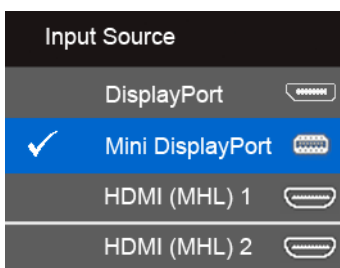 Input Source
DisplayPort
Mini DisplayPort
HDMI (MHL) 1
HDMI (MHL) 2